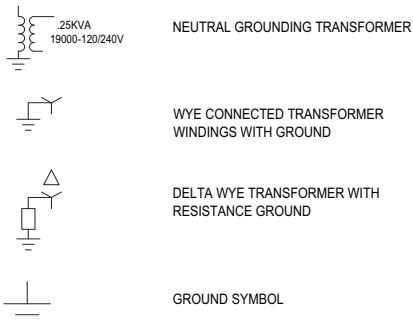 .25KVA
19000-120/240V
NEUTRAL GROUNDING TRANSFORMER
WYE CONNECTED TRANSFORMER
WINDINGS WITH GROUND
DELTA WYE TRANSFORMER WITH
RESISTANCE GROUND
GROUND SYMBOL